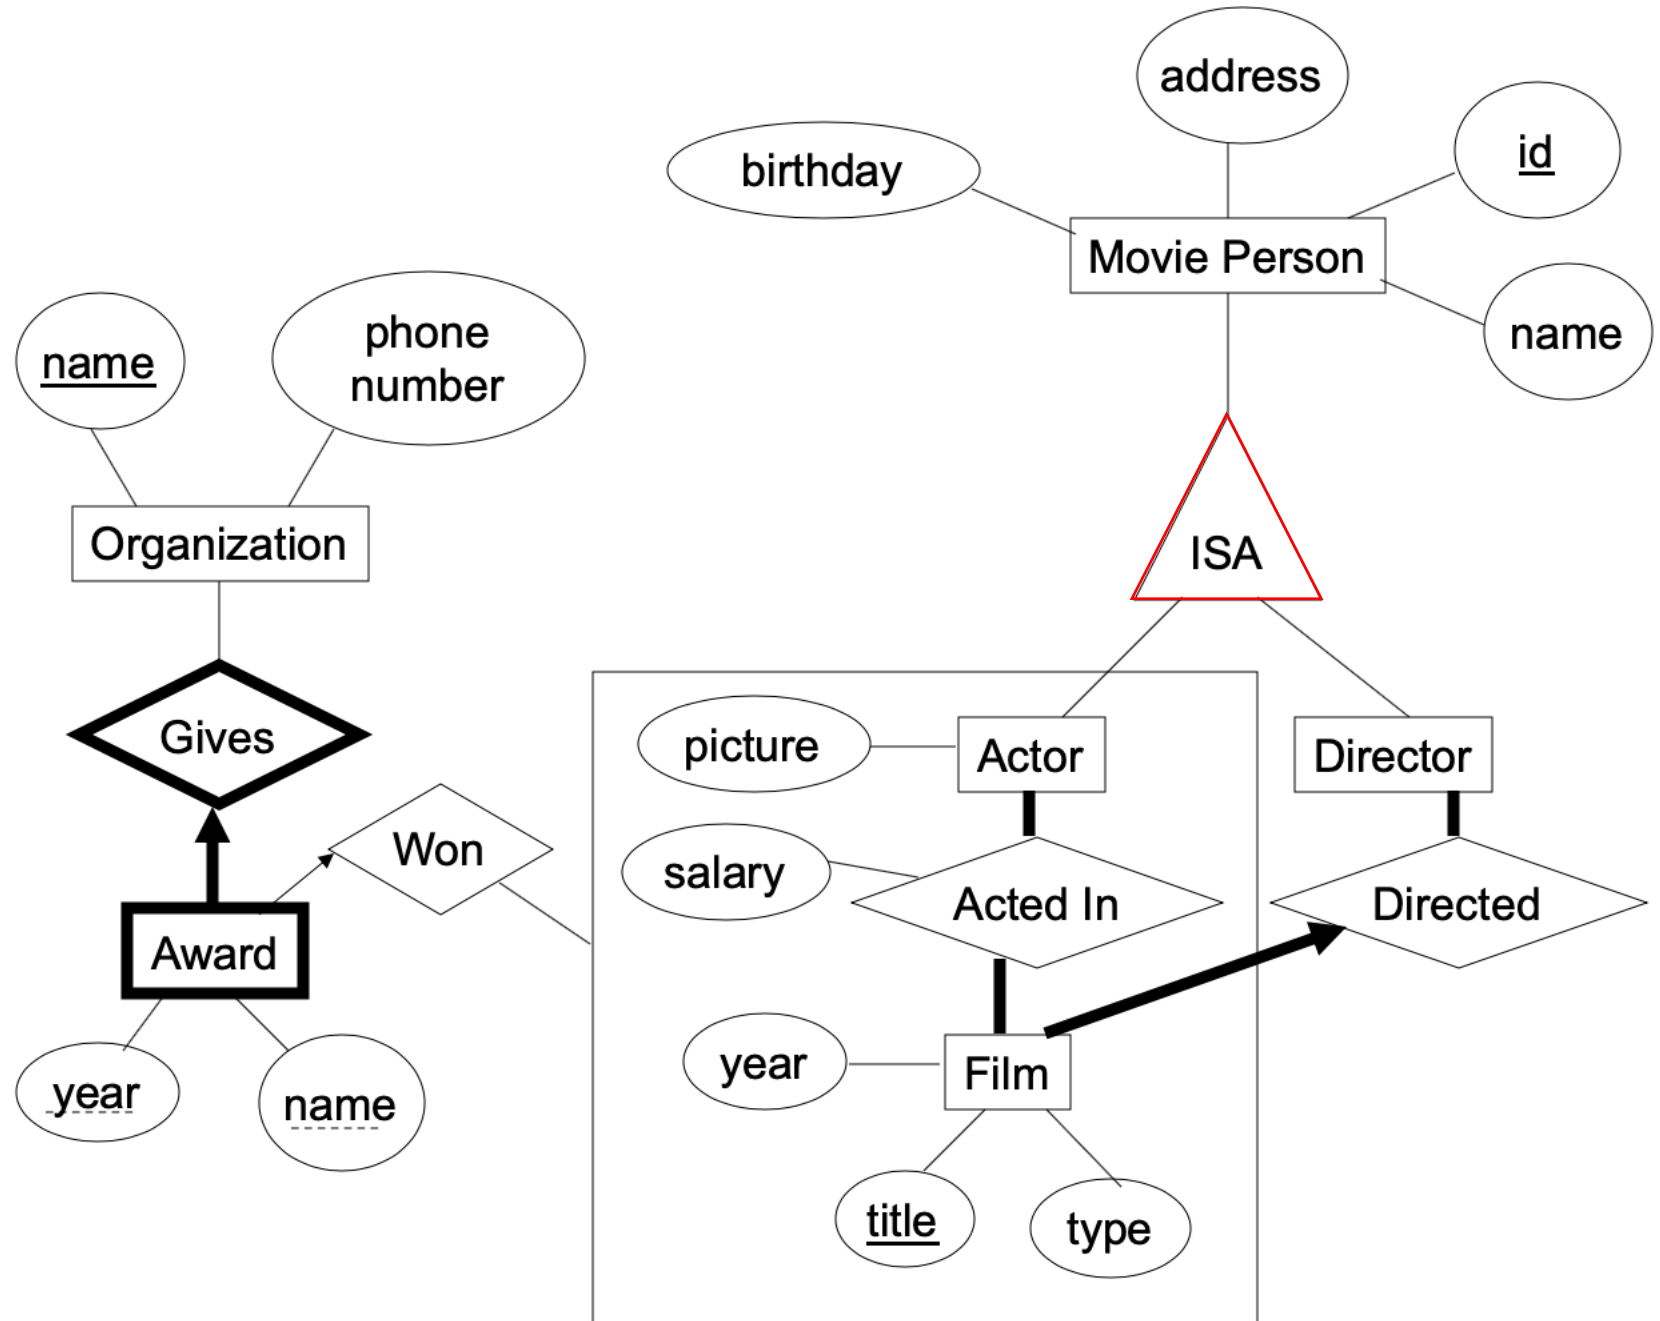 address
id
birthday
Movie Person
name
name
phone
number
Organization
ISA
Gives
picture
Actor
Director
Won
salary
Acted In
Directed
Award
year
Film
year
name
title
type